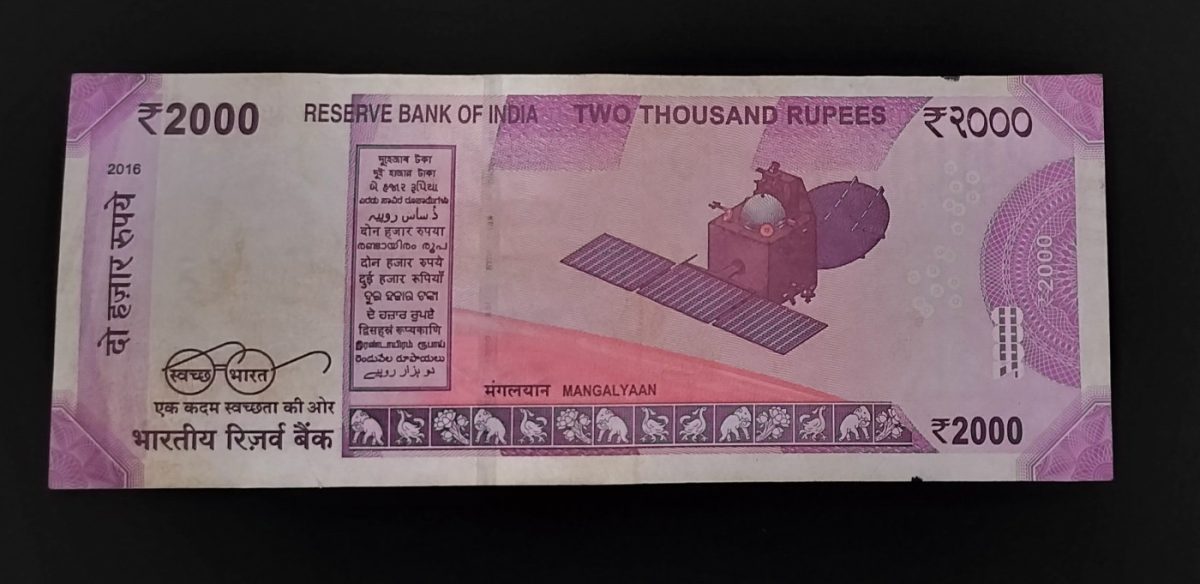 ₹2000
RESERVE BANK OF INDIA TWO THOUSAND RUPEES
₹२०००
2016
दो हज़ार रुपये
দুহেজাৰ টকা
দুই হাজার টাকা
બે હજાર રૂપિયા
ಎರಡು ಸಾವಿರ ರೂಪಾಯಿಗಳು
दोन हजार रुपया
രണ്ടായിരം രൂപ
दोन हजार रुपये
दुई हजार रुपियाँ
ଦୁଇ ହଜାର ଟଙ୍କା
ਦੋ ਹਜ਼ਾਰ ਰੁਪਏ
द्विसहस्रं रूप्यकाणि
இரண்டாயிரம் ரூபாய்
రెండువేల రూపాయలు
دو ہزار روپیے
स्वच्छ भारत
एक कदम स्वच्छता की ओर
भारतीय रिज़र्व बैंक
मंगलयान MANGALYAAN
₹2000
₹2000